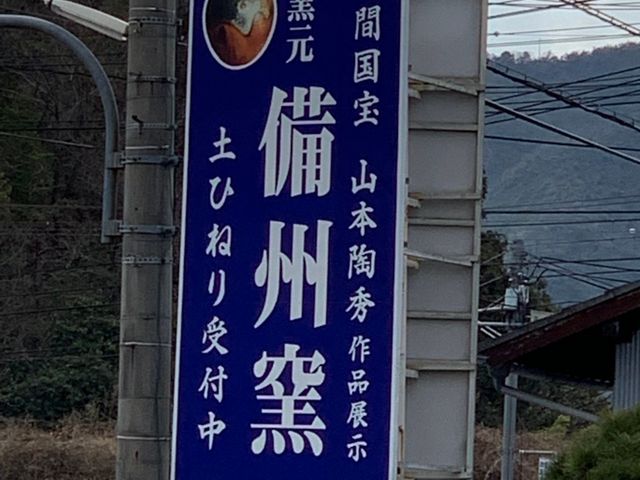 間国宝 山本陶秀作品展示
窯元
備州窯
土ひねり受付中